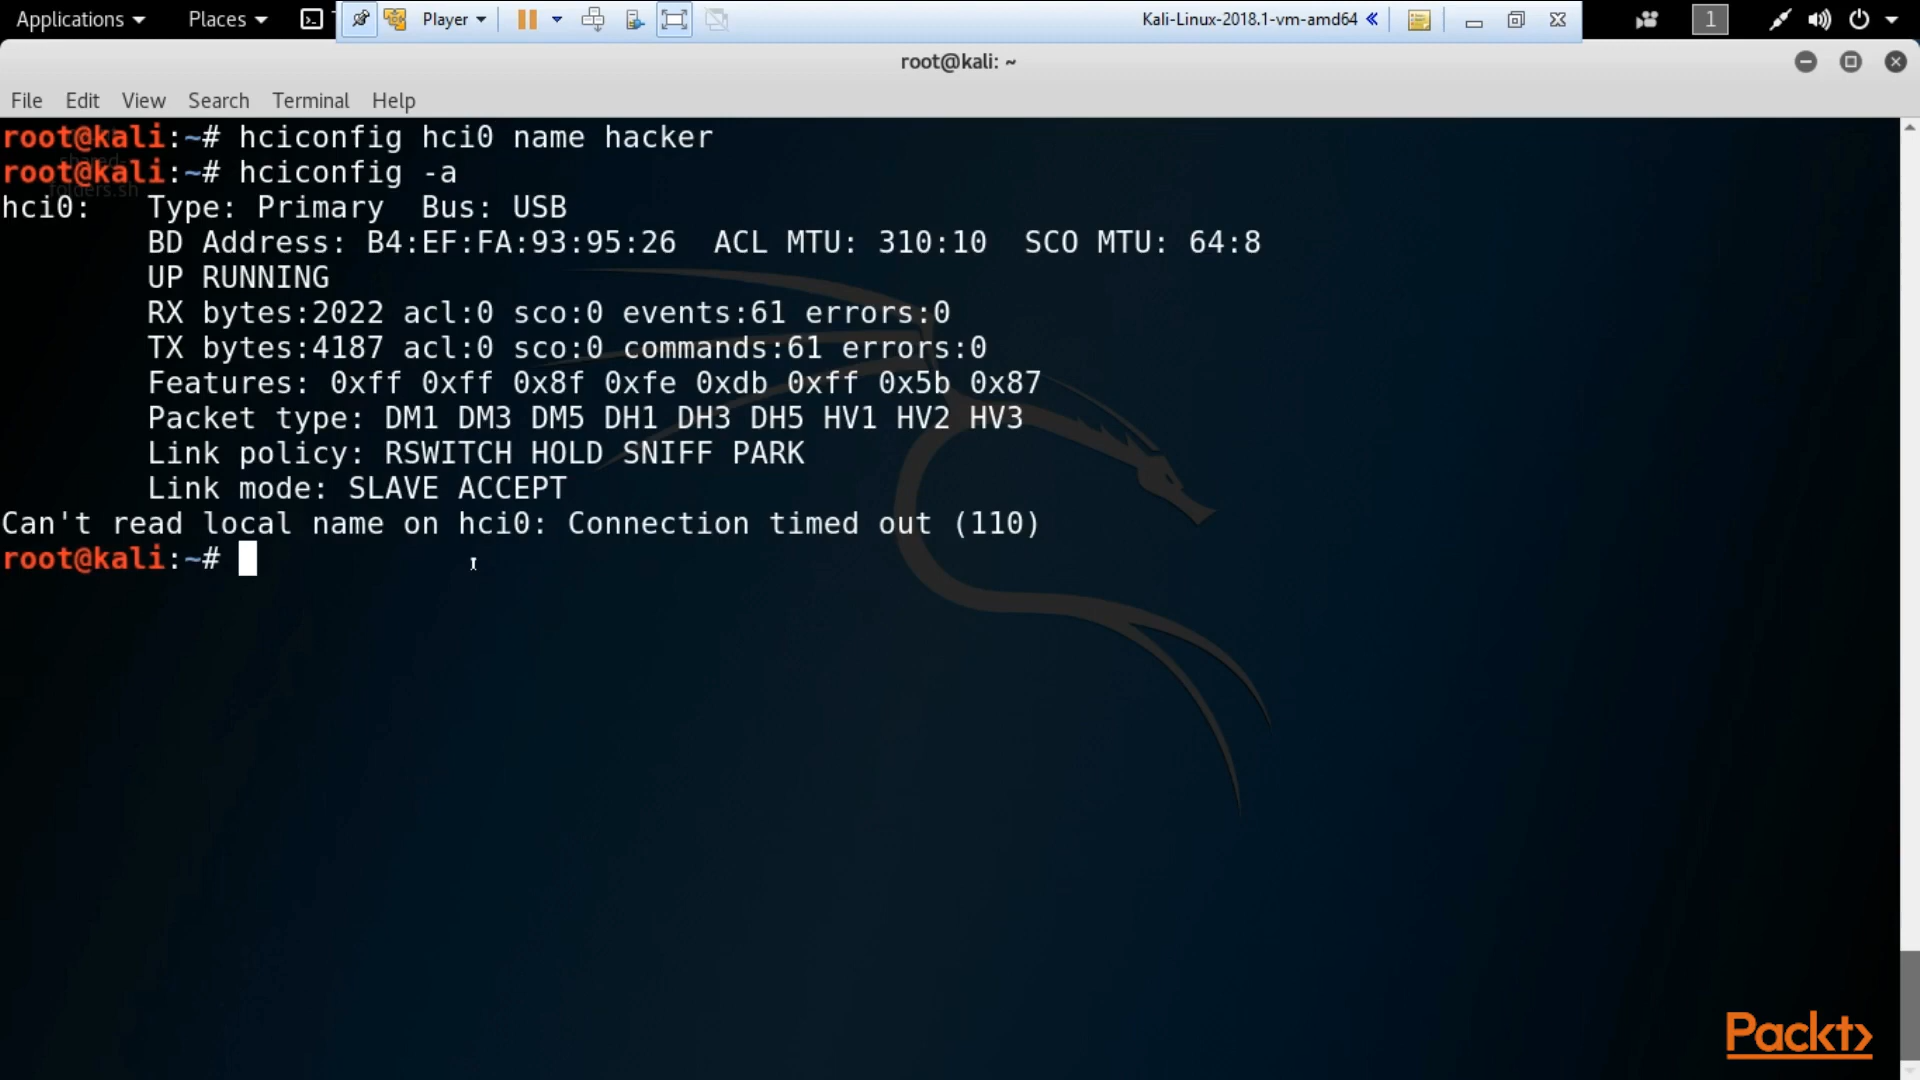 Applications Places Player Kali-Linux-2018.1-vm-amd64 1
root@kali: ~
File Edit View Search Terminal Help
root@kali:~# hciconfig hci0 name hacker
shared-
root@kali:~# hciconfig -a
folders.sh
hci0: Type: Primary Bus: USB
BD Address: B4:EF:FA:93:95:26 ACL MTU: 310:10 SCO MTU: 64:8
UP RUNNING
RX bytes:2022 acl:0 sco:0 events:61 errors:0
TX bytes:4187 acl:0 sco:0 commands:61 errors:0
Features: 0xff 0xff 0x8f 0xfe 0xdb 0xff 0x5b 0x87
Packet type: DM1 DM3 DM5 DH1 DH3 DH5 HV1 HV2 HV3
Link policy: RSWITCH HOLD SNIFF PARK
Link mode: SLAVE ACCEPT
Can't read local name on hci0: Connection timed out (110)
root@kali:~#
Packt>